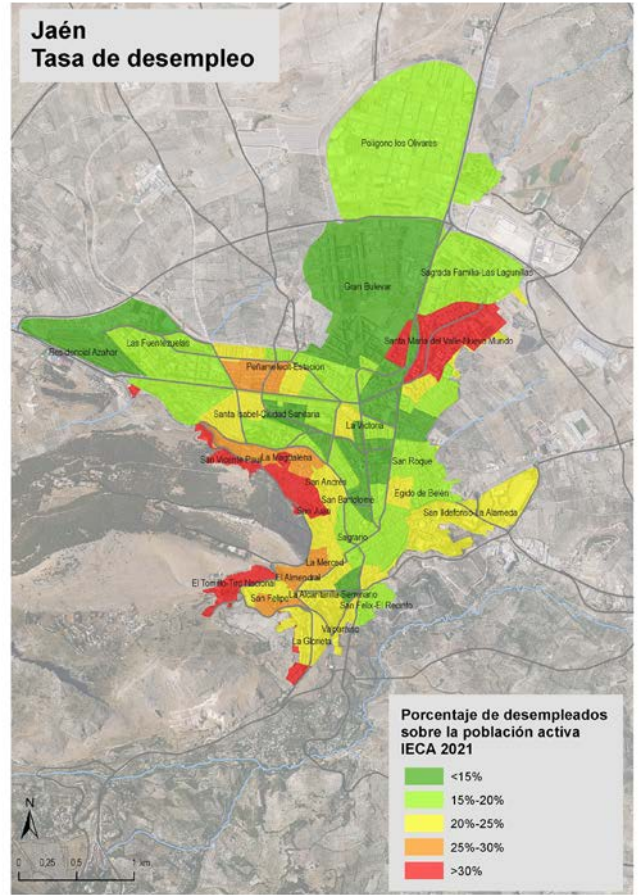 Jaén
Tasa de desempleo
Polígono los Olivares
Gran Bulevar
Sagrada Familia-Las Lagunillas
Santa María del Valle-Nuevo Mundo
Residencial Azahar
Las Fuentezuelas
Peñamefecit-Estación
Santa Isabel-Ciudad Sanitaria
La Victoria
San Vicente Paul
La Magdalena
San Roque
San Andrés
Egido de Belén
San Bartolomé
San Juan
San Ildefonso-La Alameda
Sagrario
La Merced
El Tomillo-Tiro Nacional
El Almendral
La Alcantarilla-Seminario
San Felipe
San Felix-El Recinto
Valparaíso
La Glorieta
Porcentaje de desempleados
sobre la población activa
IECA 2021
<15%
15%-20%
20%-25%
25%-30%
>30%
N
0 0,25 0,5 1 km